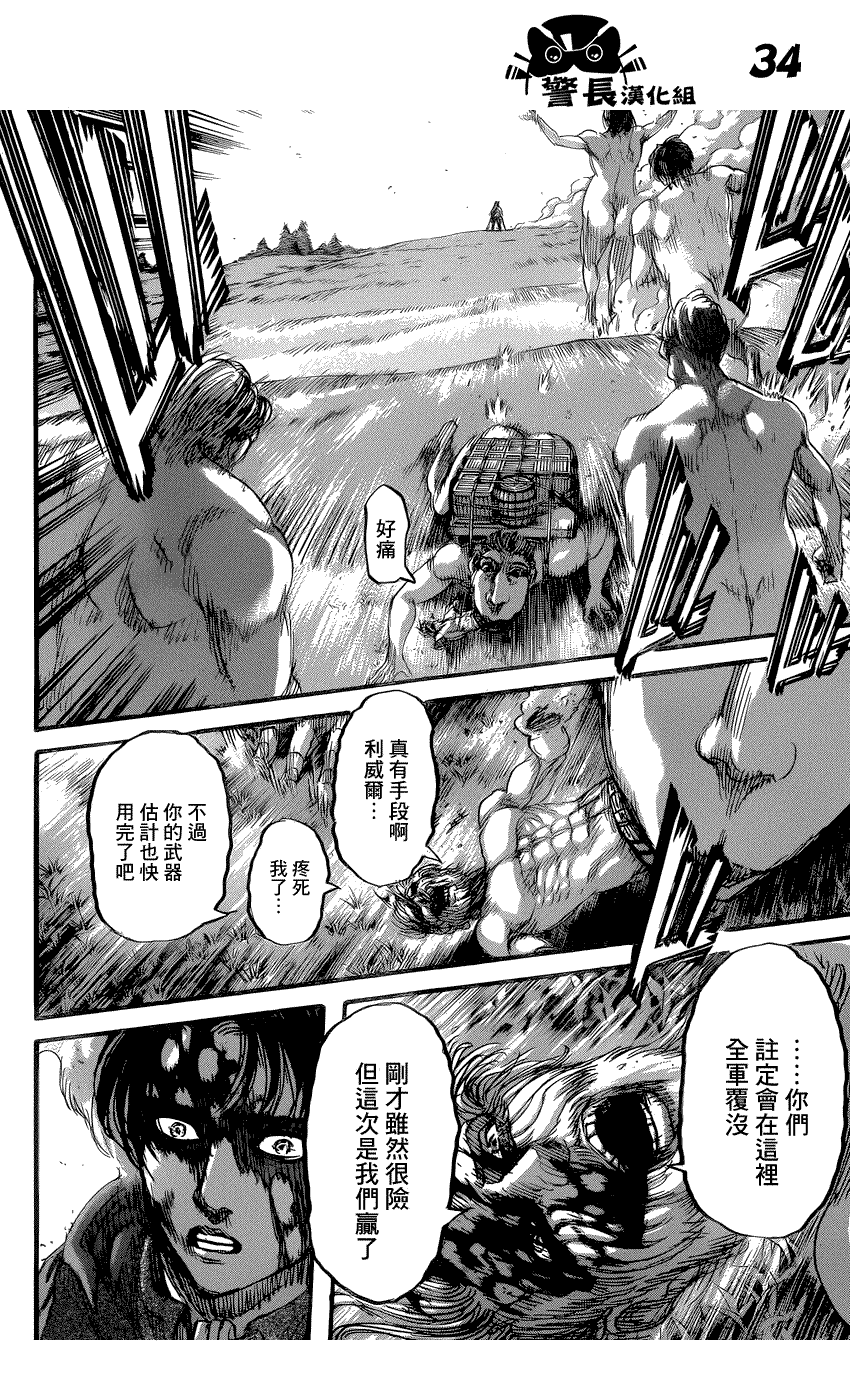 34
警長漢化組
好痛
真有手段啊
利威爾…
疼死
我了…
不過
你的武器
估計也快
用完了吧
……你們
註定會在這裡
全軍覆沒
剛才雖然很險
但這次是我們贏了